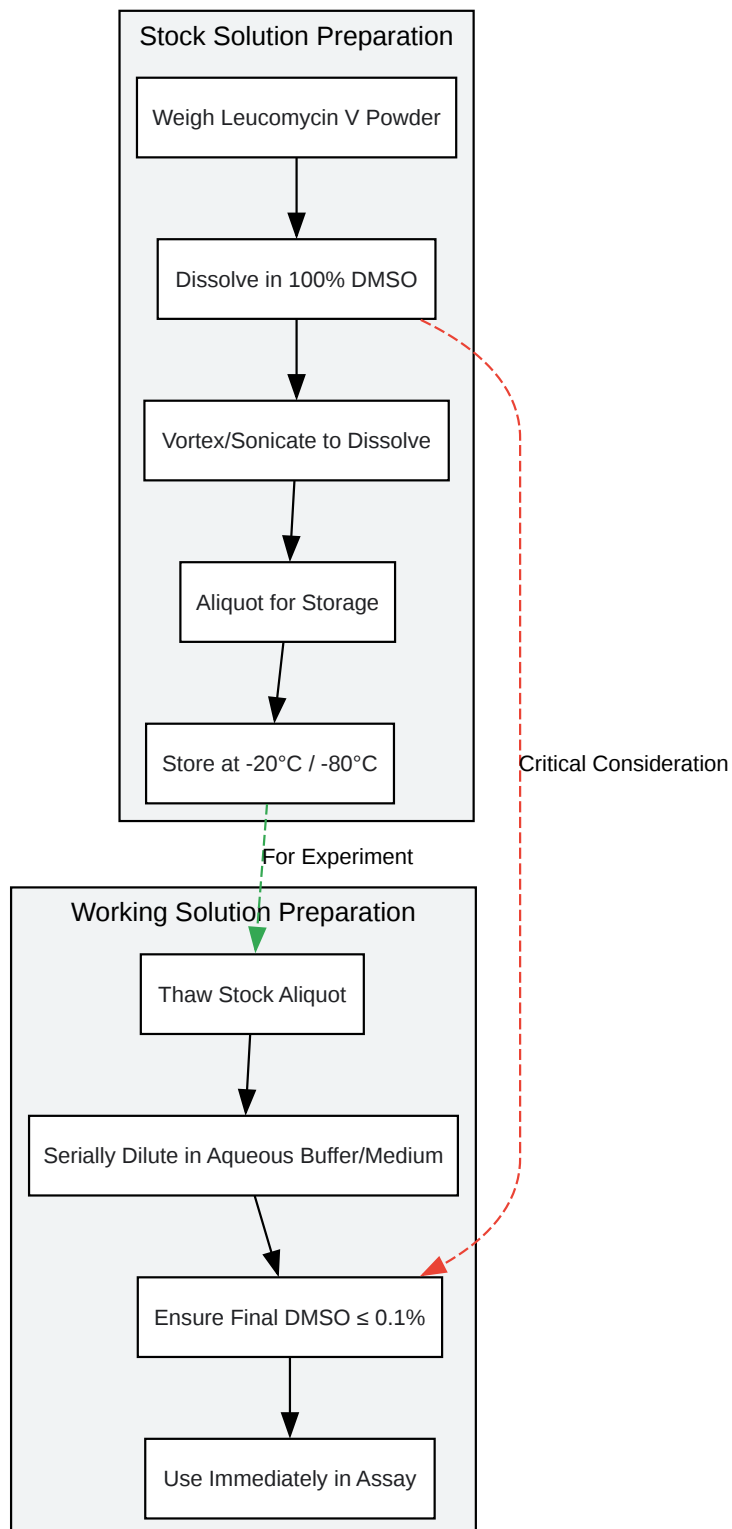 Stock Solution Preparation
Weigh Leucomycin V Powder
Dissolve in 100% DMSO
Vortex/Sonicate to Dissolve
Aliquot for Storage
Store at -20°C / -80°C
Critical Consideration
For Experiment
Working Solution Preparation
Thaw Stock Aliquot
Serially Dilute in Aqueous Buffer/Medium
Ensure Final DMSO ≤ 0.1%
Use Immediately in Assay